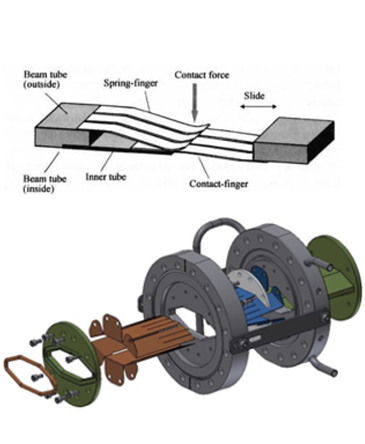 Beam tube
(outside)
Spring-finger
Contact force
Slide
Beam tube
(inside)
Inner tube
Contact-finger